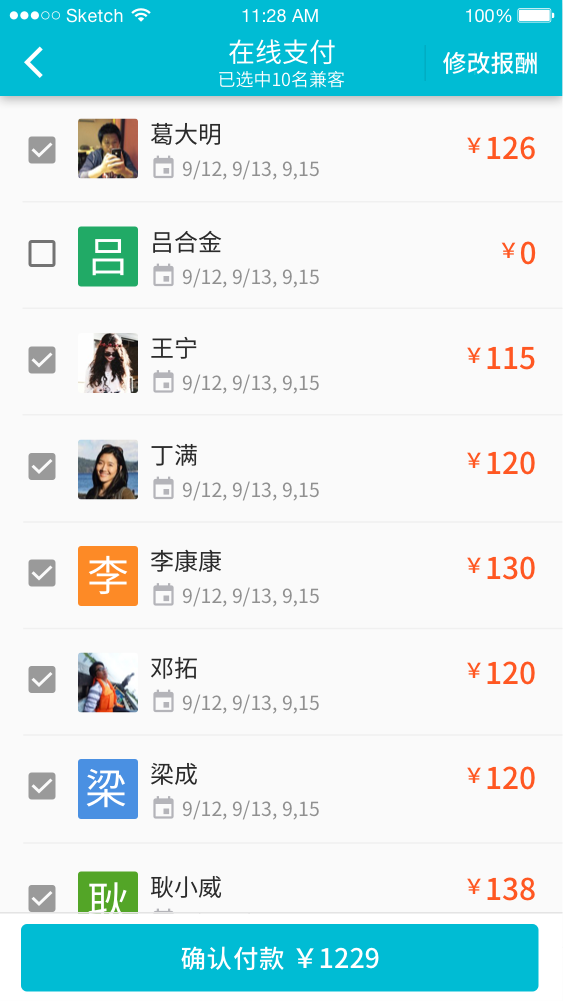 Sketch 11:28 AM 100%
在线支付
修改报酬
已选中10名兼客
葛大明
¥126
9/12, 9/13, 9,15
吕
吕合金
¥0
9/12, 9/13, 9,15
王宁
¥115
9/12, 9/13, 9,15
丁满
¥120
9/12, 9/13, 9,15
李
李康康
¥130
9/12, 9/13, 9,15
邓拓
¥120
9/12, 9/13, 9,15
梁
梁成
¥120
9/12, 9/13, 9,15
耿
耿小威
¥138
确认付款 ¥1229